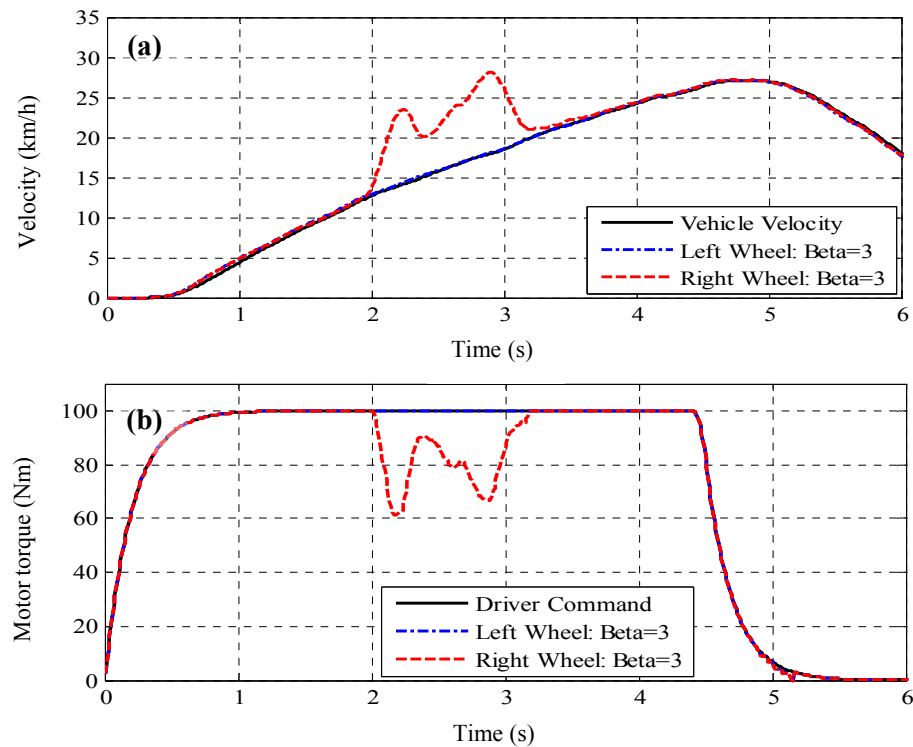 (a)
Velocity (km/h)
35
30
25
20
15
10
5
0
0 1 2 3 4 5 6
Time (s)
Vehicle Velocity
Left Wheel: Beta=3
Right Wheel: Beta=3
(b)
Motor torque (Nm)
100
80
60
40
20
0
0 1 2 3 4 5 6
Time (s)
Driver Command
Left Wheel: Beta=3
Right Wheel: Beta=3